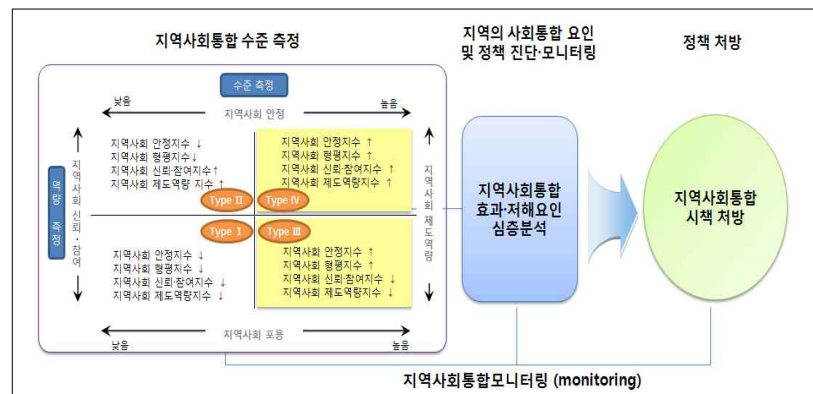 지역사회통합 수준 측정
지역의 사회통합 요인
및 정책 진단·모니터링
정책 처방
수준 측정
낮음
높음
지역사회 안정
역량 측정
지역사회 신뢰·참여
지역사회 안정지수 ↓
지역사회 형평지수↓
지역사회 신뢰·참여지수↑
지역사회 제도역량 지수 ↑
지역사회 안정지수 ↑
지역사회 형평지수 ↑
지역사회 신뢰·참여지수 ↑
지역사회 제도역량지수 ↑
Type Ⅱ
Type Ⅳ
Type Ⅰ
Type Ⅲ
지역사회 안정지수 ↓
지역사회 형평지수 ↓
지역사회 신뢰·참여지수 ↓
지역사회 제도역량지수 ↓
지역사회 안정지수 ↑
지역사회 형평지수 ↑
지역사회 신뢰·참여지수 ↓
지역사회 제도역량지수 ↓
지역사회 제도역량
지역사회 포용
낮음
높음
지역사회통합
효과·저해요인
심층분석
지역사회통합
시책 처방
지역사회통합모니터링 (monitoring)